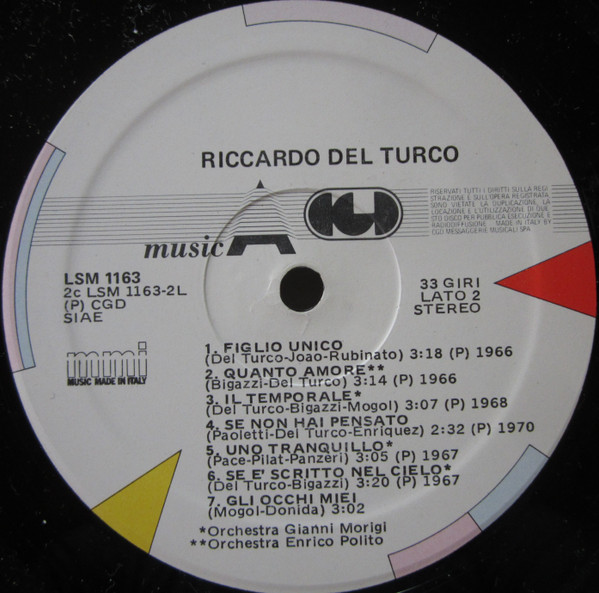 RICCARDO DEL TURCO
RISERVATI TUTTI I DIRITTI SULLA REGI
STRAZIONE E SULL'OPERA REGISTRATA.
SONO VIETATE LA DUPLICAZIONE, LA
LOCAZIONE E L'UTILIZZAZIONE DI QUE
STO DISCO PER PUBBLICA ESECUZIONE E
RADIODIFFUSIONE. MADE IN ITALY BY
CGD MESSAGGERIE MUSICALI SPA
music A CGD
LSM 1163
2c LSM 1163-2L
(P) CGD
SIAE
33 GIRI
LATO 2
STEREO
mmi
MUSIC MADE IN ITALY
1. FIGLIO UNICO
(Del Turco-Joao-Rubinato) 3:18 (P) 1966
2. QUANTO AMORE**
(Bigazzi-Del Turco) 3:14 (P) 1966
3. IL TEMPORALE*
(Del Turco-Bigazzi-Mogol) 3:07 (P) 1968
4. SE NON HAI PENSATO
(Paoletti-Del Turco-Enriquez) 2:32 (P) 1970
5. UNO TRANQUILLO*
(Pace-Pilat-Panzeri) 3:05 (P) 1967
6. SE E' SCRITTO NEL CIELO*
(Del Turco-Bigazzi) 3:20 (P) 1967
7. GLI OCCHI MIEI
(Mogol-Donida) 3:02
*Orchestra Gianni Morigi
**Orchestra Enrico Polito